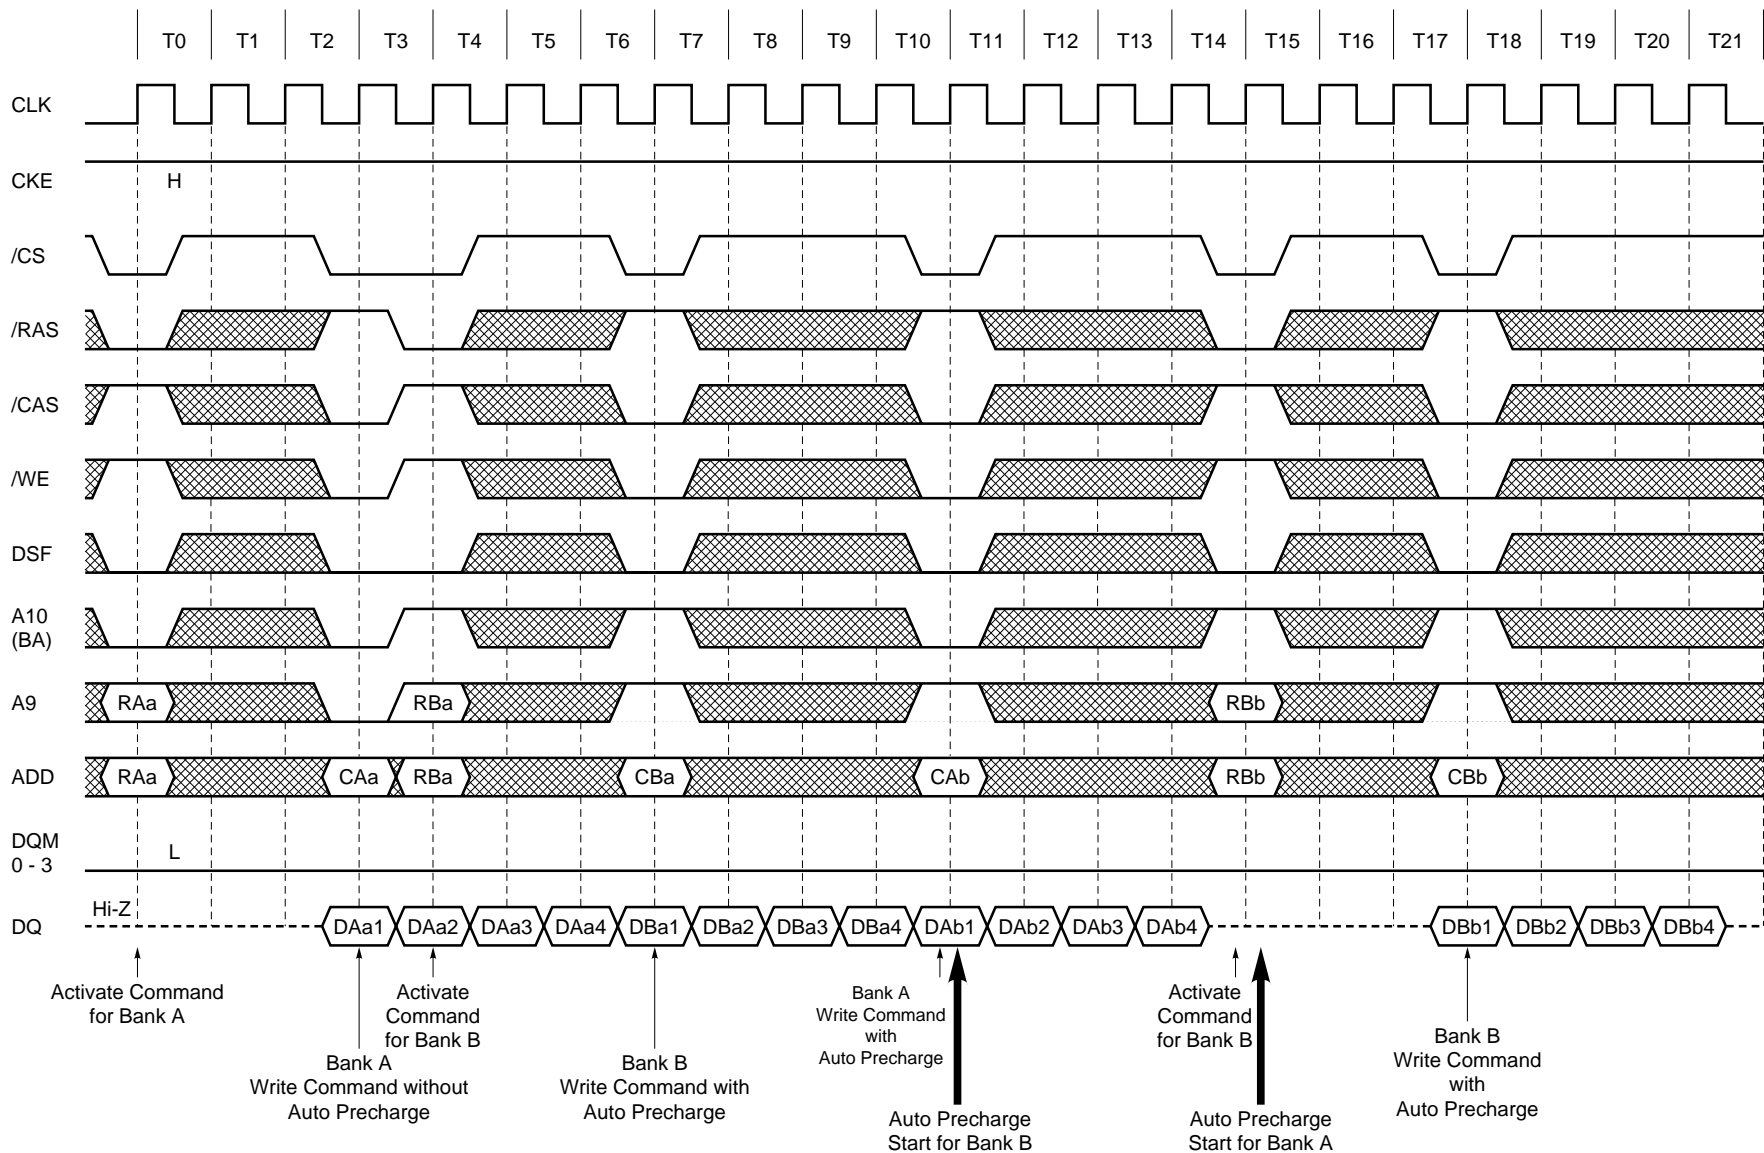 T0 T1 T2 T3 T4 T5 T6 T7 T8 T9 T10 T11 T12 T13 T14 T15 T16 T17 T18 T19 T20 T21
CLK
CKE H
/CS
/RAS
/CAS
/WE
DSF
A10
(BA)
A9 RAa RBa RBb
ADD RAa CAa RBa CBa CAb RBb CBb
DQM
0 - 3 L
DQ Hi-Z DAa1 DAa2 DAa3 DAa4 DBa1 DBa2 DBa3 DBa4 DAb1 DAb2 DAb3 DAb4 DBb1 DBb2 DBb3 DBb4
Activate Command
for Bank A
Bank A
Write Command without
Auto Precharge
Activate
Command
for Bank B
Bank B
Write Command with
Auto Precharge
Bank A
Write Command
with
Auto Precharge
Auto Precharge
Start for Bank B
Activate
Command
for Bank B
Auto Precharge
Start for Bank A
Bank B
Write Command
with
Auto Precharge